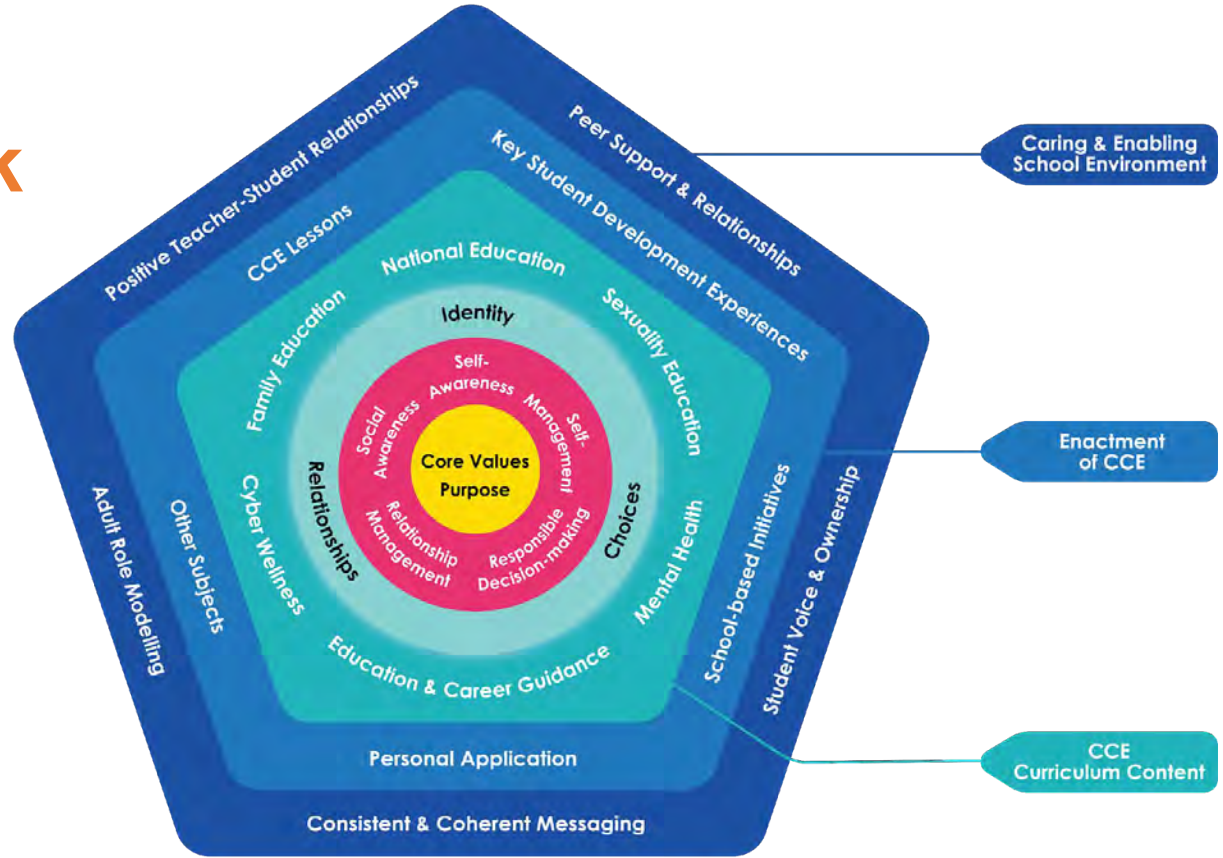 k
Positive Teacher-Student Relationships
Peer Support & Relationships
Caring & Enabling
School Environment
CCE Lessons
Key Student Development Experiences
National Education
Family Education
Sexuality Education
Identity
Self-
Awareness
Social
Awareness
Self-
Management
Core Values
Purpose
Enactment
of CCE
Relationships
Choices
Relationship
Management
Responsible
Decision-making
Adult Role Modelling
Other Subjects
Cyber Wellness
Mental Health
School-based Initiatives
Student Voice & Ownership
Education & Career Guidance
CCE
Curriculum Content
Personal Application
Consistent & Coherent Messaging